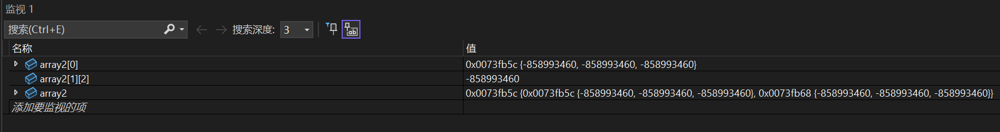 监视 1
搜索(Ctrl+E) 搜索深度: 3 ab
名称 值
array2[0] 0x0073fb5c {-858993460, -858993460, -858993460}
array2[1][2] -858993460
array2 0x0073fb5c {0x0073fb5c {-858993460, -858993460, -858993460}, 0x0073fb68 {-858993460, -858993460, -858993460}}
添加要监视的项